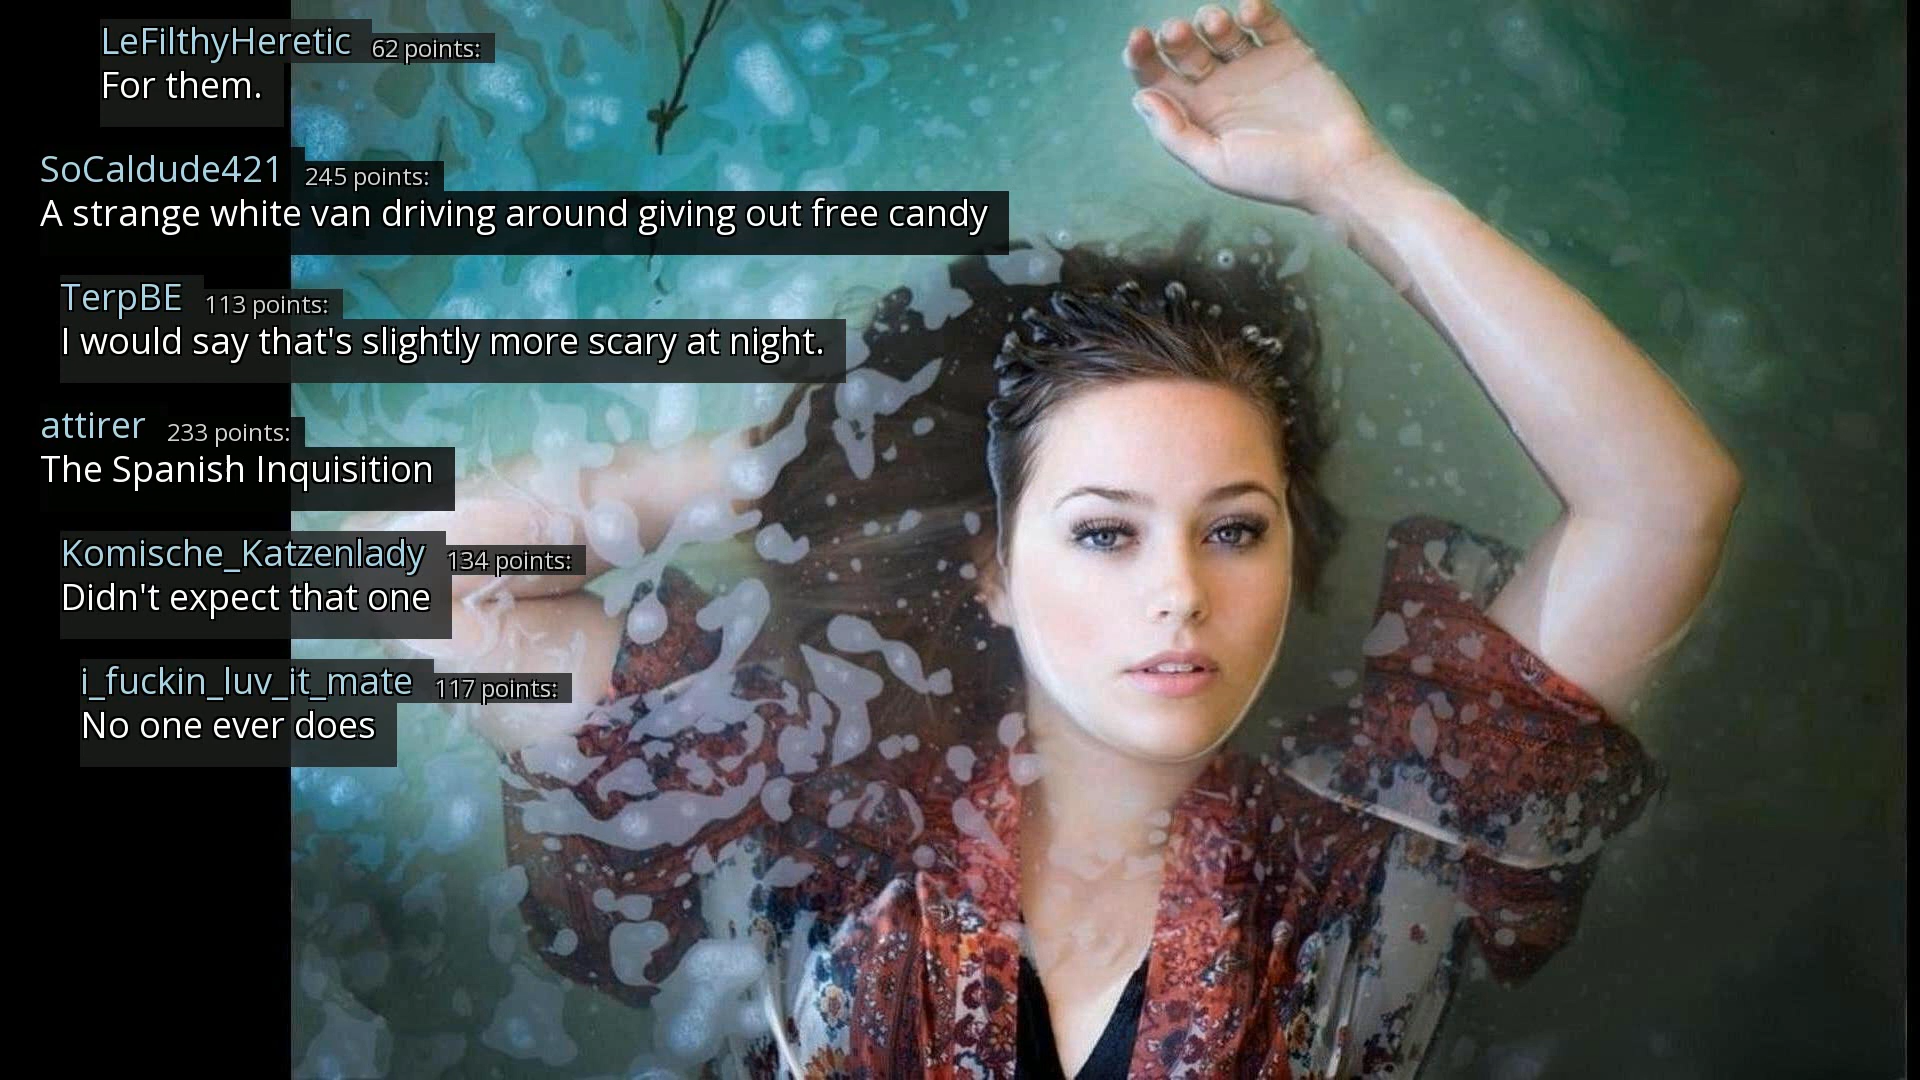 LeFilthyHeretic 62 points:
For them.
SoCaldude421 245 points:
A strange white van driving around giving out free candy
TerpBE 113 points:
I would say that's slightly more scary at night.
attirer 233 points:
The Spanish Inquisition
Komische_Katzenlady 134 points:
Didn't expect that one
i_fuckin_luv_it_mate 117 points:
No one ever does